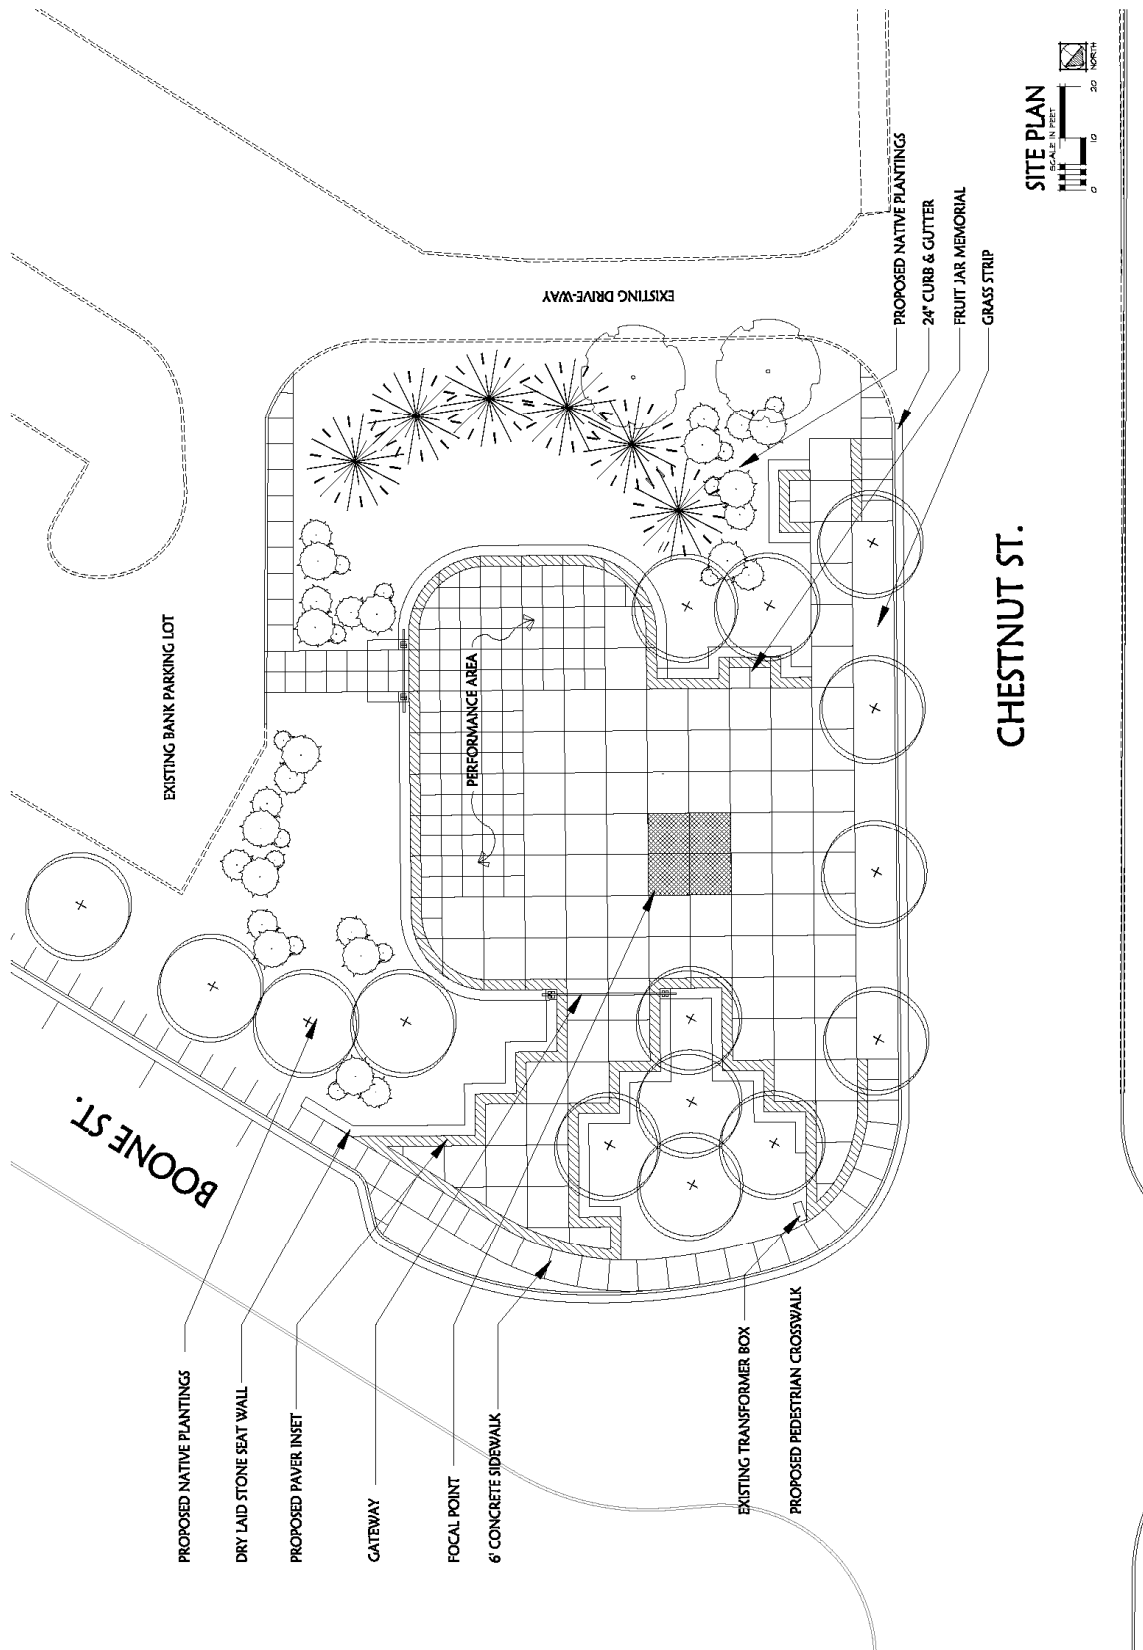 SITE PLAN
SCALE IN FEET
0 10 20
NORTH
PROPOSED NATIVE PLANTINGS
24" CURB & GUTTER
FRUIT JAR MEMORIAL
GRASS STRIP
EXISTING DRIVE-WAY
EXISTING BANK PARKING LOT
PERFORMANCE AREA
CHESTNUT ST.
BOONE ST.
PROPOSED NATIVE PLANTINGS
DRY LAID STONE SEAT WALL
PROPOSED PAVER INSET
GATEWAY
FOCAL POINT
6' CONCRETE SIDEWALK
EXISTING TRANSFORMER BOX
PROPOSED PEDESTRIAN CROSSWALK